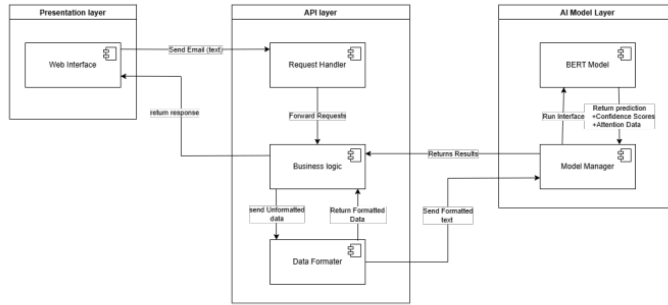 Presentation layer
API layer
AI Model Layer
Web Interface
Send Email (text)
Request Handler
BERT Model
return response
Forward Requests
Run Interface
Return prediction
+Confidence Scores
+Attention Data
Business logic
Returns Results
Model Manager
send Unformatted
data
Return Formatted
Data
Send Formatted
text
Data Formater